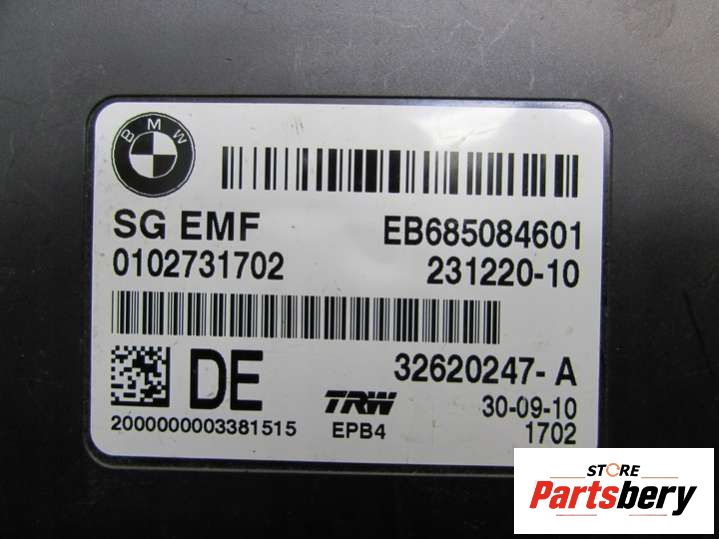 BMW
SG EMF EB685084601
0102731702 231220-10
DE 32620247-A
TRW 30-09-10
2000000003381515 EPB4 1702
STORE
Partsbery